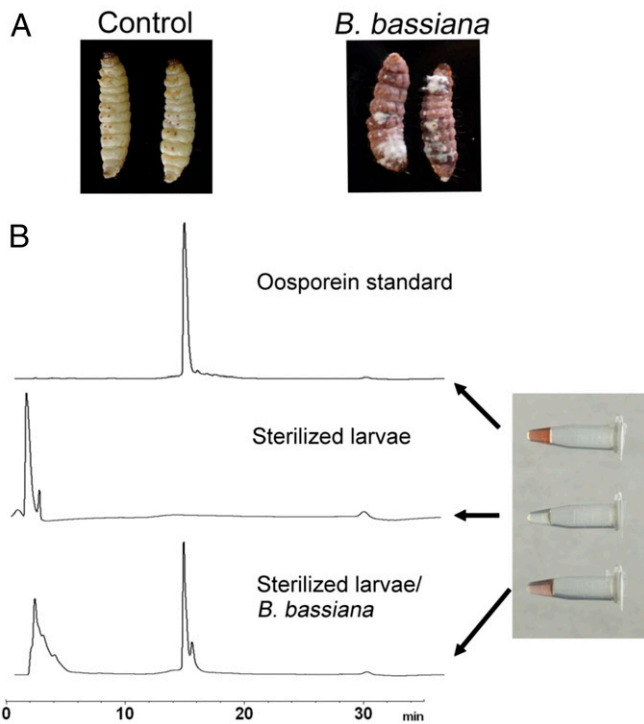 A
Control
B. bassiana
B
Oosporein standard
Sterilized larvae
Sterilized larvae/
B. bassiana
0 10 20 30 min